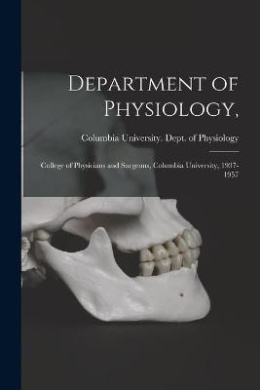 Department of
Physiology,
Columbia University. Dept. of Physiology
College of Physicians and Surgeons, Columbia University, 1937-
1957